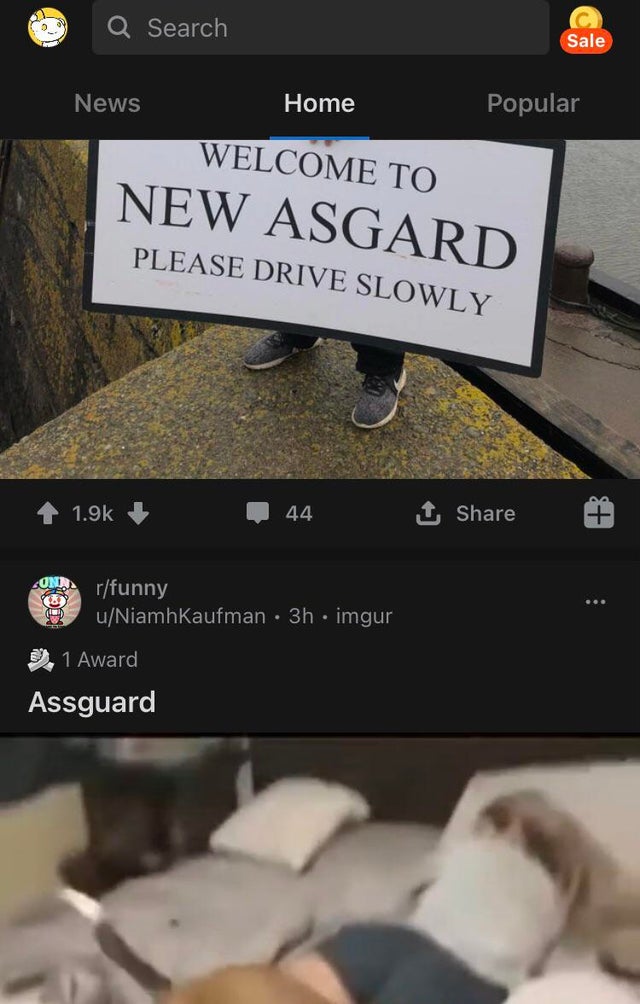 Search
Sale
News Home Popular
WELCOME TO
NEW ASGARD
PLEASE DRIVE SLOWLY
1.9k 44 Share
r/funny
u/NiamhKaufman • 3h • imgur
1 Award
Assguard